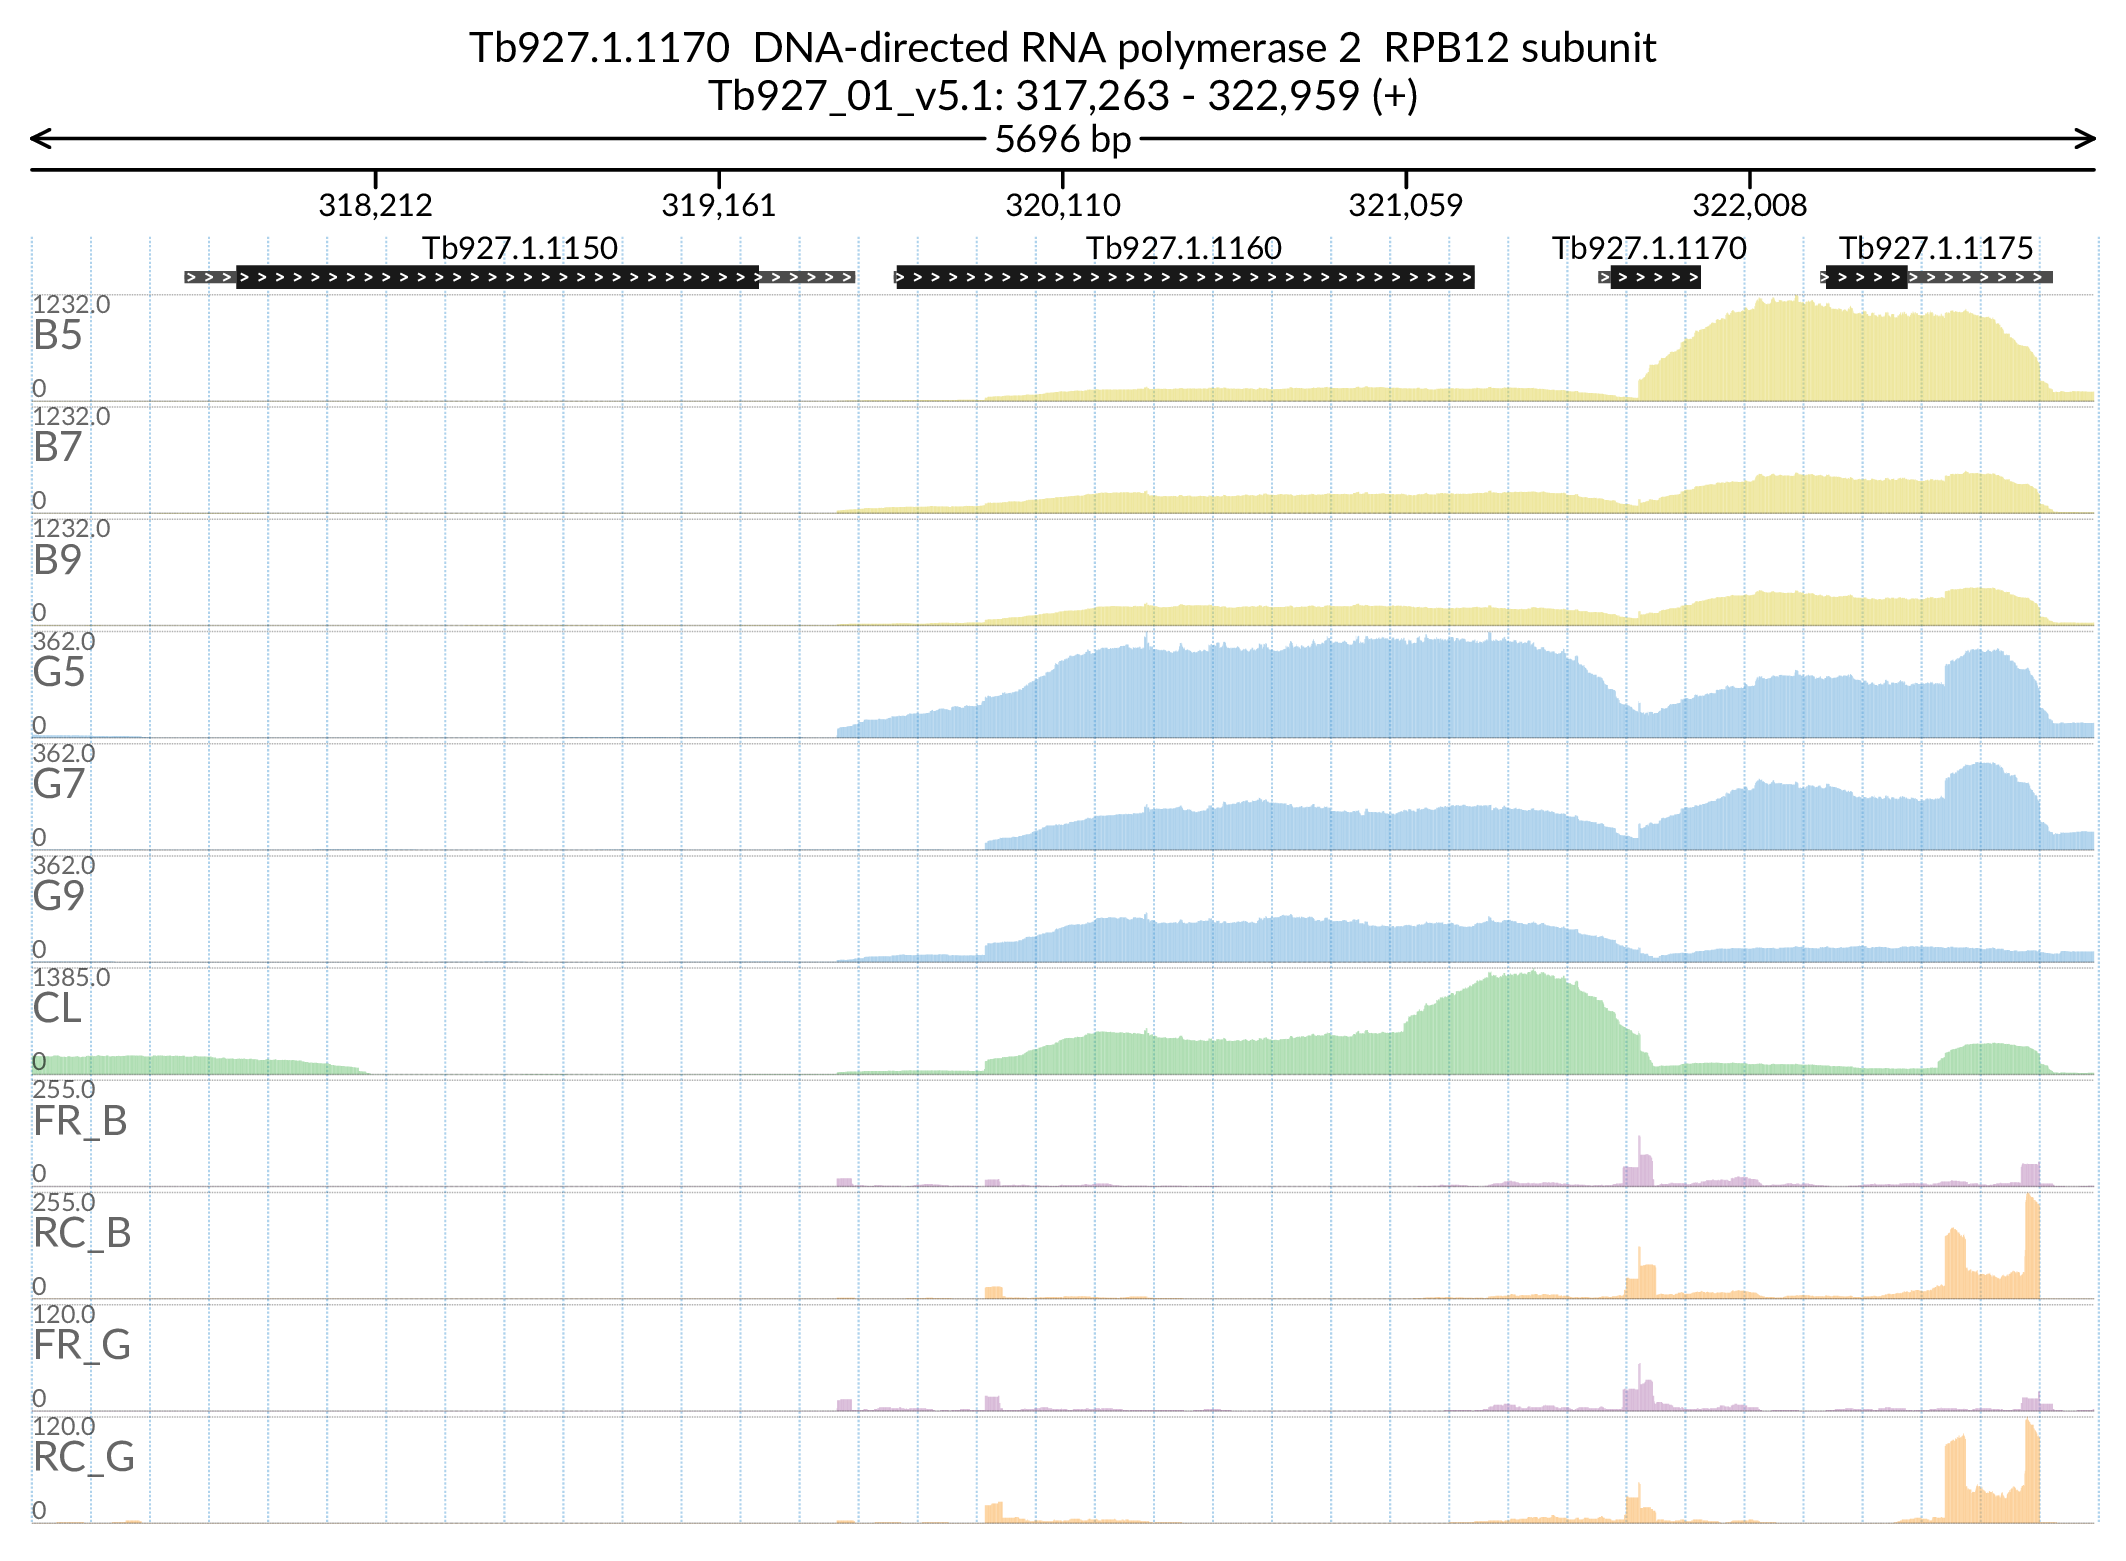 Tb927.1.1170 DNA-directed RNA polymerase 2 RPB12 subunit
Tb927_01_v5.1: 317,263 - 322,959 (+)
5696 bp
318,212 319,161 320,110 321,059 322,008
Tb927.1.1150 Tb927.1.1160 Tb927.1.1170 Tb927.1.1175
1232.0
B5
0
1232.0
B7
0
1232.0
B9
0
362.0
G5
0
362.0
G7
0
362.0
G9
0
1385.0
CL
0
255.0
FR_B
0
255.0
RC_B
0
120.0
FR_G
0
120.0
RC_G
0